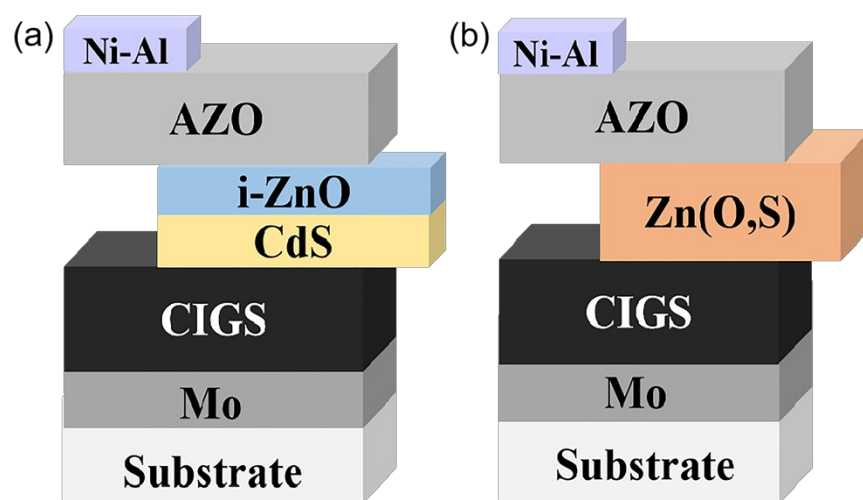 (a)
Ni-Al
AZO
i-ZnO
CdS
CIGS
Mo
Substrate
(b)
Ni-Al
AZO
Zn(O,S)
CIGS
Mo
Substrate